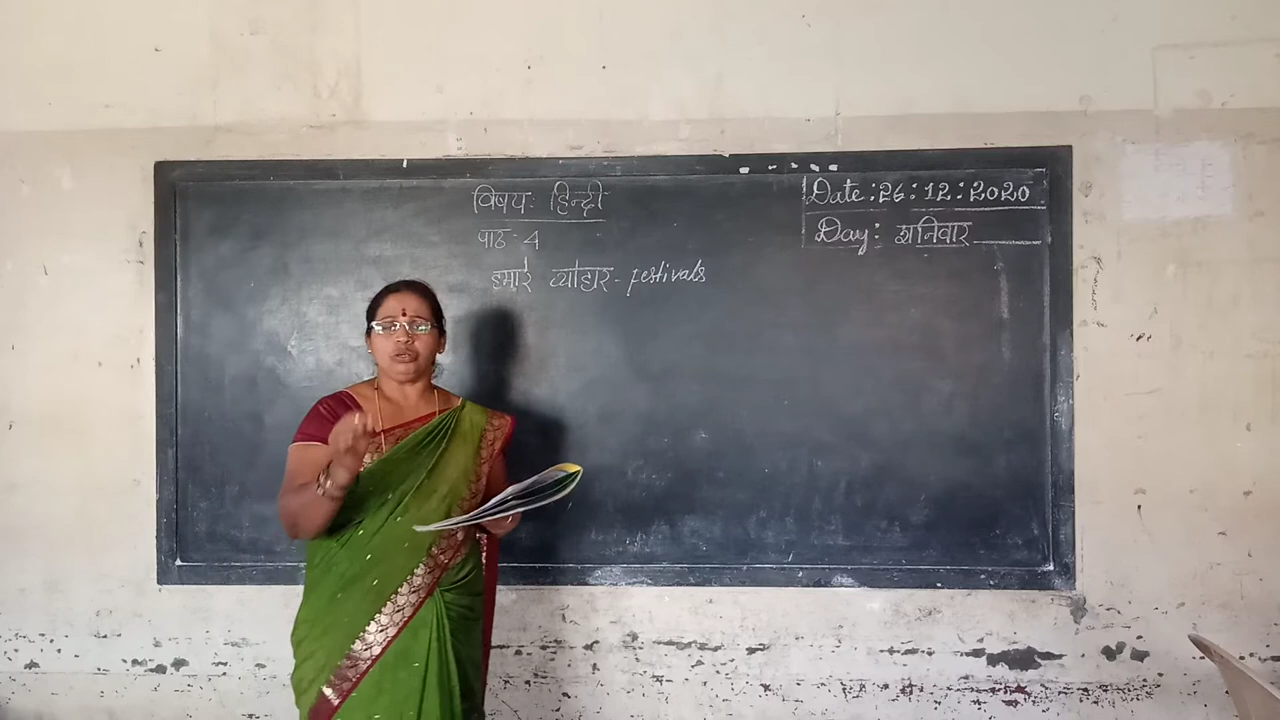 विषय: हिन्दी
पाठ - 4
हमारे त्योहार - festivals
Date: 26:12:2020
Day: शनिवार